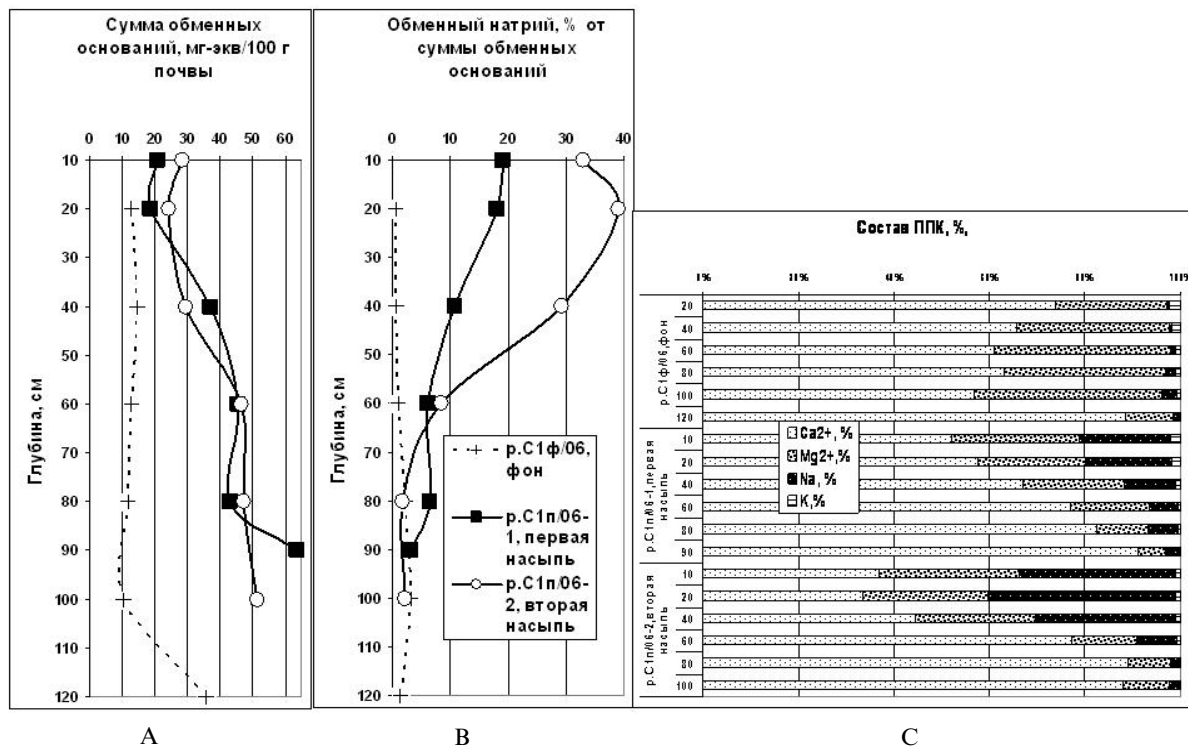 Сумма обменных
оснований, мг-экв/100 г
почвы
0 10 20 30 40 50 60
Глубина, см
10
20
30
40
50
60
70
80
90
100
110
120
Обменный натрий, % от
суммы обменных
оснований
0 10 20 30 40
10
20
30
40
50
60
70
80
90
100
110
120
Глубина, см
р.С1ф/06,
фон
р.С1п/06-
1, первая
насыпь
р.С1п/06-
2, вторая
насыпь
Состав ППК, %,
р.С1ф/06,фон
20
40
60
80
100
120
р.С1п/06-1,первая
насыпь
10
20
40
60
80
90
р.С1п/06-2,вторая
насыпь
10
20
40
60
80
100
Ca2+, %
Mg2+,%
Na, %
K,%
A
B
C